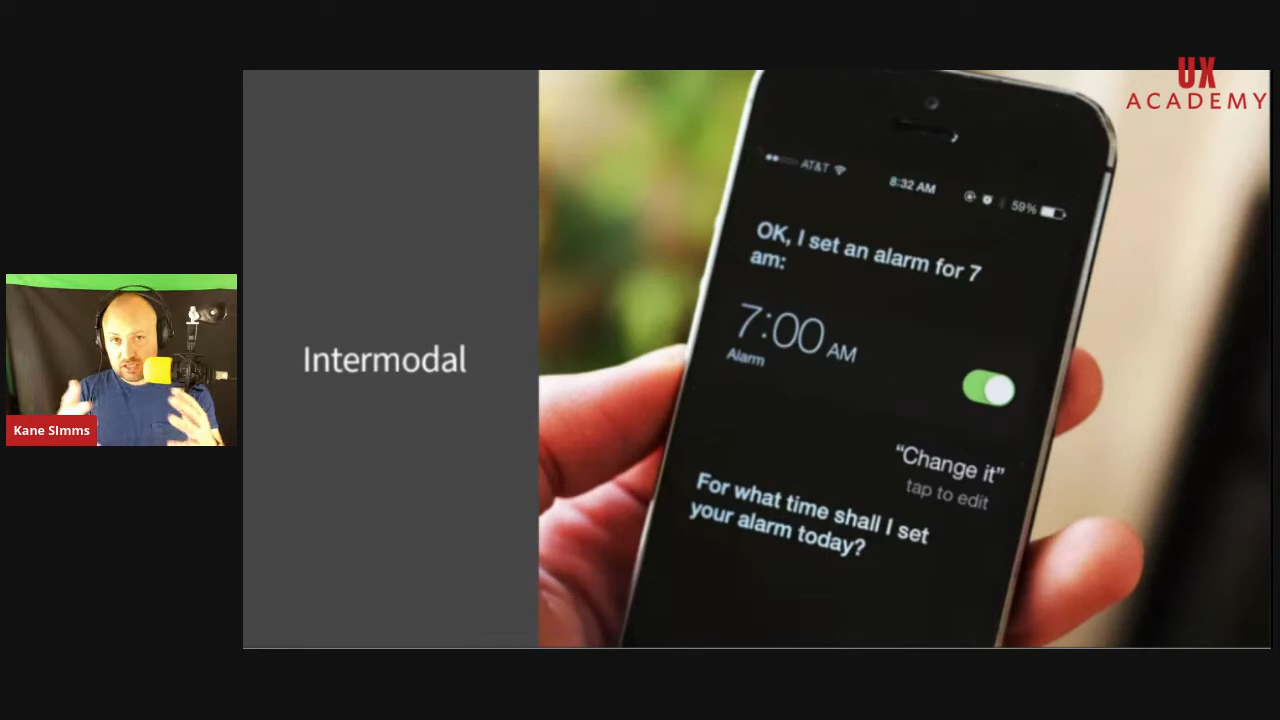 UX
ACADEMY
Kane SImms
Intermodal
AT&T
8:32 AM
59%
OK, I set an alarm for 7
am:
7:00 AM
Alarm
“Change it”
tap to edit
For what time shall I set
your alarm today?